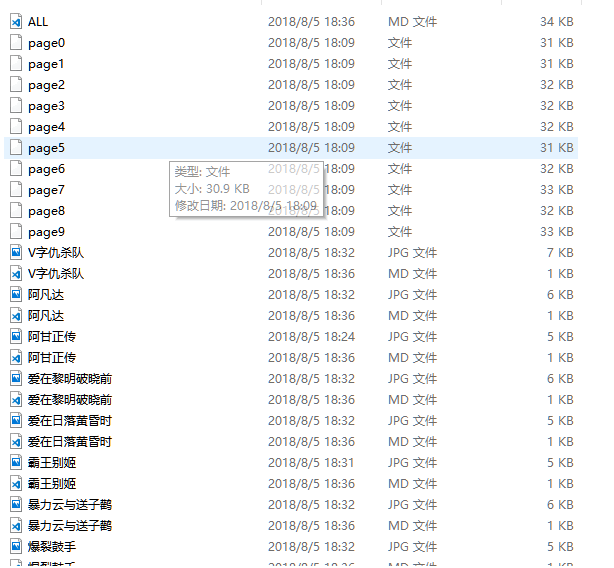 ALL 2018/8/5 18:36 MD 文件 34 KB
page0 2018/8/5 18:09 文件 31 KB
page1 2018/8/5 18:09 文件 31 KB
page2 2018/8/5 18:09 文件 32 KB
page3 2018/8/5 18:09 文件 32 KB
page4 2018/8/5 18:09 文件 32 KB
page5 2018/8/5 18:09 文件 31 KB
page6 2018/8/5 18:09 文件 32 KB
类型: 文件
page7 2018/8/5 18:09 文件 33 KB
大小: 30.9 KB
page8 2018/8/5 18:09 文件 32 KB
修改日期: 2018/8/5 18:09
page9 2018/8/5 18:09 文件 33 KB
V字仇杀队 2018/8/5 18:32 JPG 文件 7 KB
V字仇杀队 2018/8/5 18:36 MD 文件 1 KB
阿凡达 2018/8/5 18:32 JPG 文件 6 KB
阿凡达 2018/8/5 18:36 MD 文件 1 KB
阿甘正传 2018/8/5 18:24 JPG 文件 5 KB
阿甘正传 2018/8/5 18:36 MD 文件 1 KB
爱在黎明破晓前 2018/8/5 18:32 JPG 文件 6 KB
爱在黎明破晓前 2018/8/5 18:36 MD 文件 1 KB
爱在日落黄昏时 2018/8/5 18:32 JPG 文件 5 KB
爱在日落黄昏时 2018/8/5 18:36 MD 文件 1 KB
霸王别姬 2018/8/5 18:31 JPG 文件 5 KB
霸王别姬 2018/8/5 18:36 MD 文件 1 KB
暴力云与送子鹳 2018/8/5 18:32 JPG 文件 6 KB
暴力云与送子鹳 2018/8/5 18:36 MD 文件 1 KB
爆裂鼓手 2018/8/5 18:32 JPG 文件 5 KB
爆裂鼓手 2018/8/5 18:36 MD 文件 1 KB